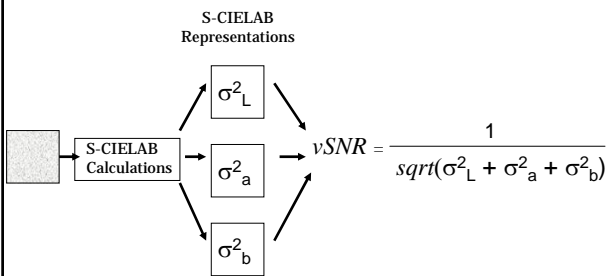 S-CIELAB
Representations
σ²L
S-CIELAB
Calculations
σ²a
vSNR = 1 / sqrt(σ²L + σ²a + σ²b)
σ²b